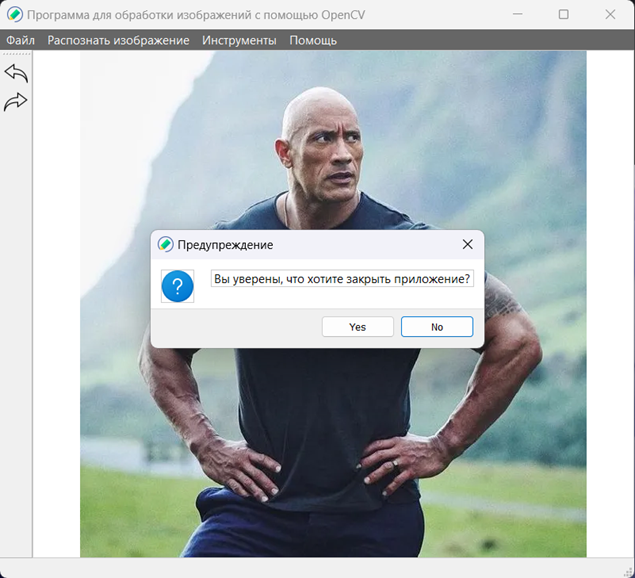 Программа для обработки изображений с помощью OpenCV
Файл Распознать изображение Инструменты Помощь
Предупреждение
?
Вы уверены, что хотите закрыть приложение?
Yes No